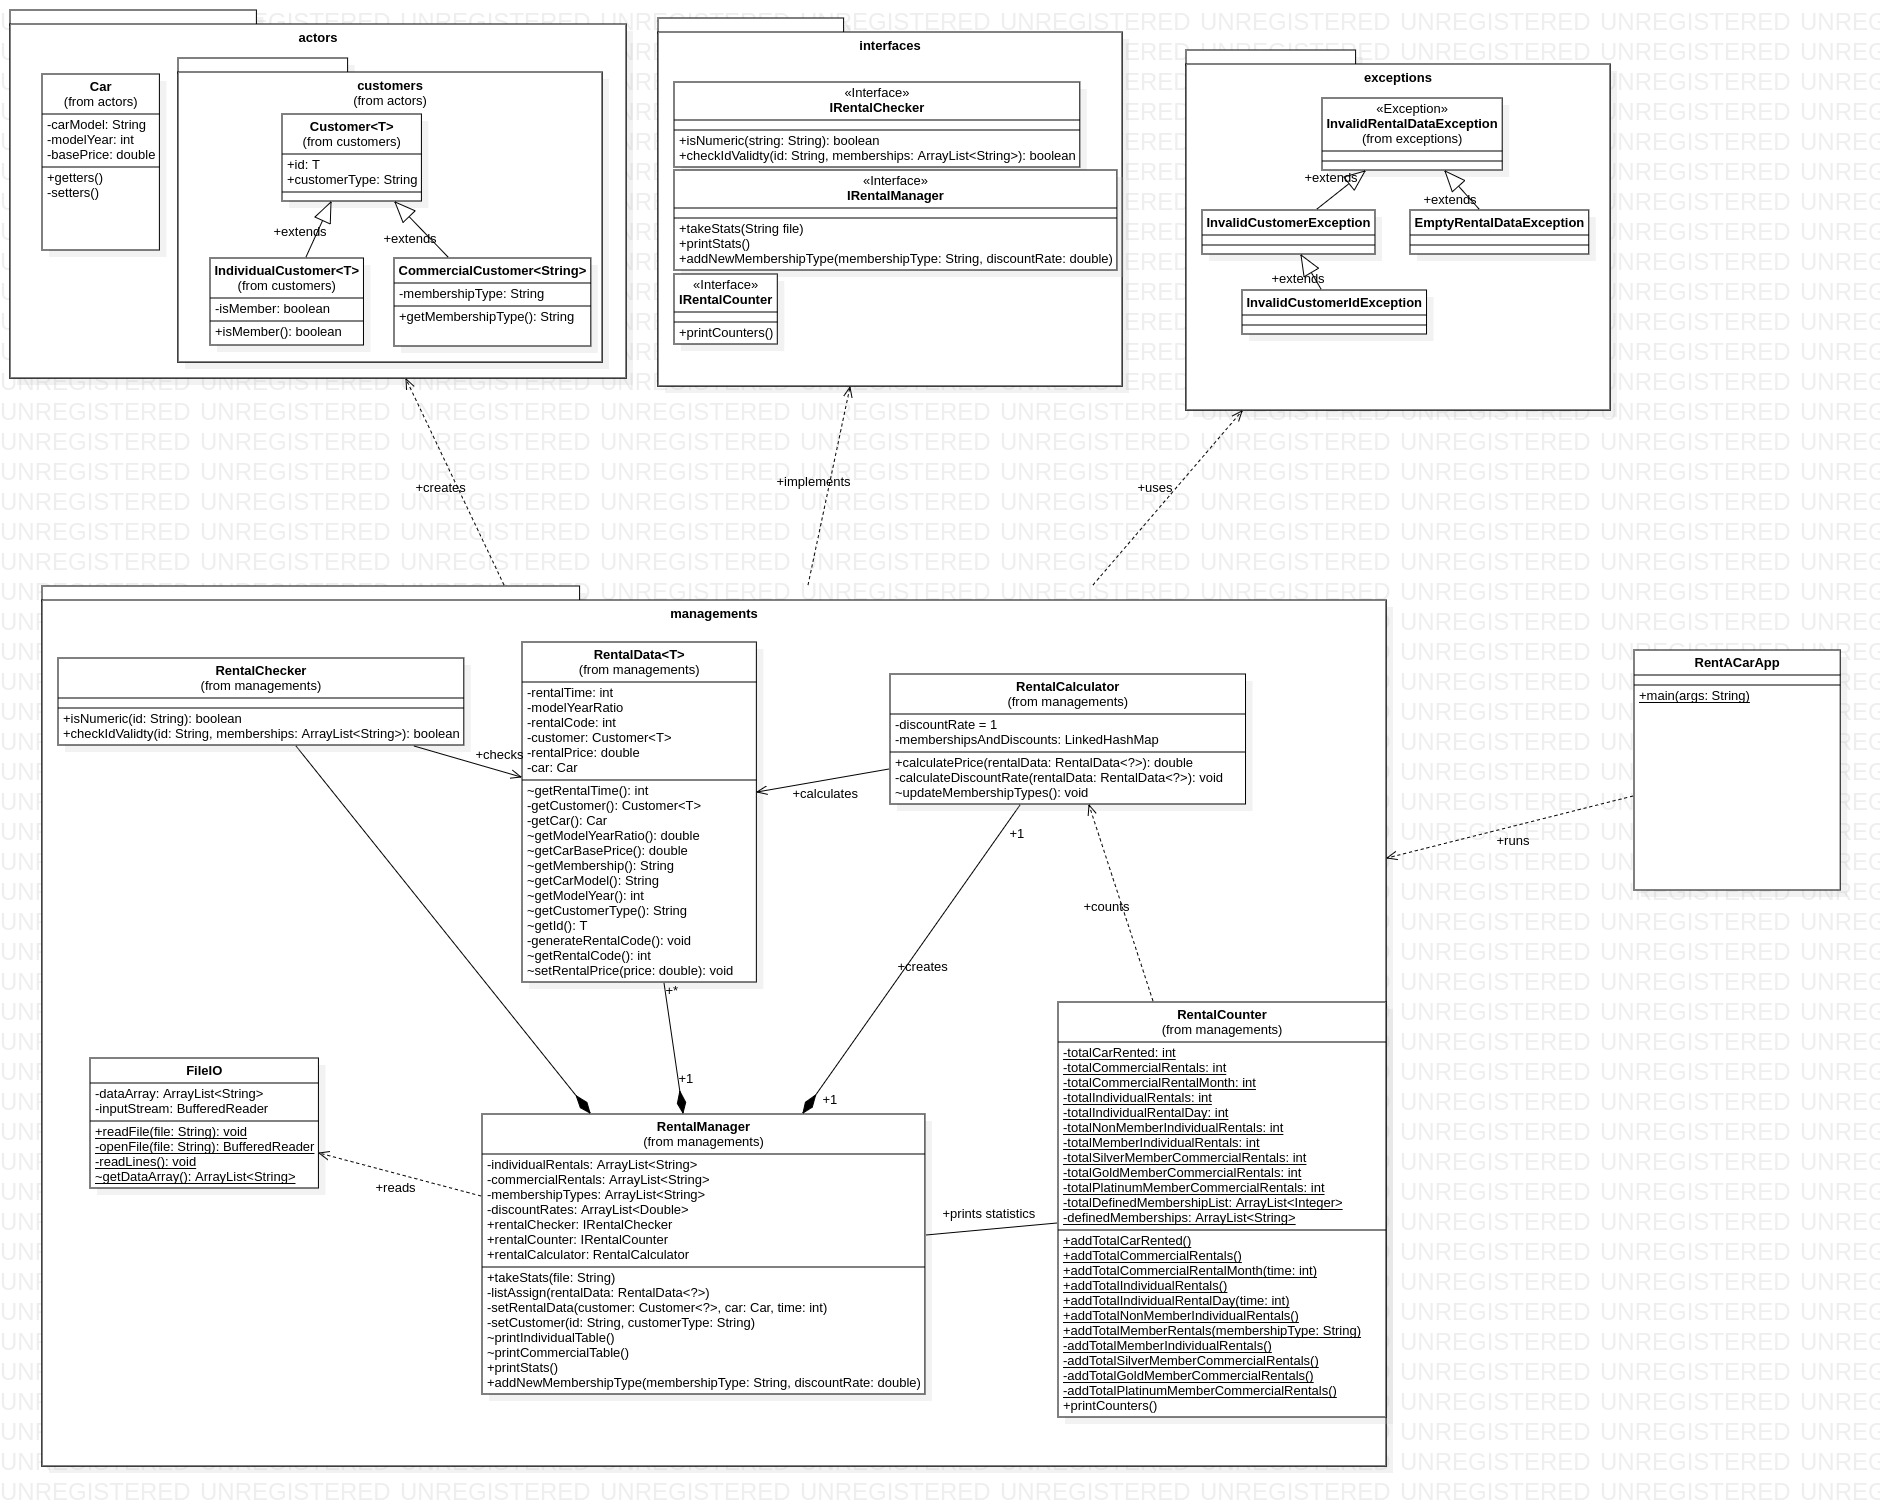 actors
Car
(from actors)
-carModel: String
-modelYear: int
-basePrice: double
+getters()
-setters()
customers
(from actors)
Customer<T>
(from customers)
+id: T
+customerType: String
+extends
+extends
IndividualCustomer<T>
(from customers)
-isMember: boolean
+isMember(): boolean
CommercialCustomer<String>
-membershipType: String
+getMembershipType(): String
interfaces
«Interface»
IRentalChecker
+isNumeric(string: String): boolean
+checkIdValidty(id: String, memberships: ArrayList<String>): boolean
«Interface»
IRentalManager
+takeStats(String file)
+printStats()
+addNewMembershipType(membershipType: String, discountRate: double)
«Interface»
IRentalCounter
+printCounters()
exceptions
«Exception»
InvalidRentalDataException
(from exceptions)
+extends
+extends
InvalidCustomerException
EmptyRentalDataException
+extends
InvalidCustomerIdException
+creates
+implements
+uses
managements
RentalChecker
(from managements)
+isNumeric(id: String): boolean
+checkIdValidty(id: String, memberships: ArrayList<String>): boolean
+checks
RentalData<T>
(from managements)
-rentalTime: int
-modelYearRatio
-rentalCode: int
-customer: Customer<T>
-rentalPrice: double
-car: Car
~getRentalTime(): int
-getCustomer(): Customer<T>
-getCar(): Car
~getModelYearRatio(): double
~getCarBasePrice(): double
~getMembership(): String
~getCarModel(): String
~getModelYear(): int
~getCustomerType(): String
~getId(): T
-generateRentalCode(): void
~getRentalCode(): int
~setRentalPrice(price: double): void
+calculates
RentalCalculator
(from managements)
-discountRate = 1
-membershipsAndDiscounts: LinkedHashMap
+calculatePrice(rentalData: RentalData<?>): double
-calculateDiscountRate(rentalData: RentalData<?>): void
~updateMembershipTypes(): void
+1
+counts
+creates
+*
+1
+1
RentACarApp
+main(args: String)
+runs
FileIO
-dataArray: ArrayList<String>
-inputStream: BufferedReader
+readFile(file: String): void
-openFile(file: String): BufferedReader
-readLines(): void
~getDataArray(): ArrayList<String>
+reads
RentalManager
(from managements)
-individualRentals: ArrayList<String>
-commercialRentals: ArrayList<String>
-membershipTypes: ArrayList<String>
-discountRates: ArrayList<Double>
+rentalChecker: IRentalChecker
+rentalCounter: IRentalCounter
+rentalCalculator: RentalCalculator
+takeStats(file: String)
-listAssign(rentalData: RentalData<?>)
-setRentalData(customer: Customer<?>, car: Car, time: int)
-setCustomer(id: String, customerType: String)
~printIndividualTable()
~printCommercialTable()
+printStats()
+addNewMembershipType(membershipType: String, discountRate: double)
+prints statistics
RentalCounter
(from managements)
-totalCarRented: int
-totalCommercialRentals: int
-totalCommercialRentalMonth: int
-totalIndividualRentals: int
-totalIndividualRentalDay: int
-totalNonMemberIndividualRentals: int
-totalMemberIndividualRentals: int
-totalSilverMemberCommercialRentals: int
-totalGoldMemberCommercialRentals: int
-totalPlatinumMemberCommercialRentals: int
-totalDefinedMembershipList: ArrayList<Integer>
-definedMemberships: ArrayList<String>
+addTotalCarRented()
+addTotalCommercialRentals()
+addTotalCommercialRentalMonth(time: int)
+addTotalIndividualRentals()
+addTotalIndividualRentalDay(time: int)
+addTotalNonMemberIndividualRentals()
+addTotalMemberRentals(membershipType: String)
-addTotalMemberIndividualRentals()
-addTotalSilverMemberCommercialRentals()
-addTotalGoldMemberCommercialRentals()
-addTotalPlatinumMemberCommercialRentals()
+printCounters()
UNREGISTERED